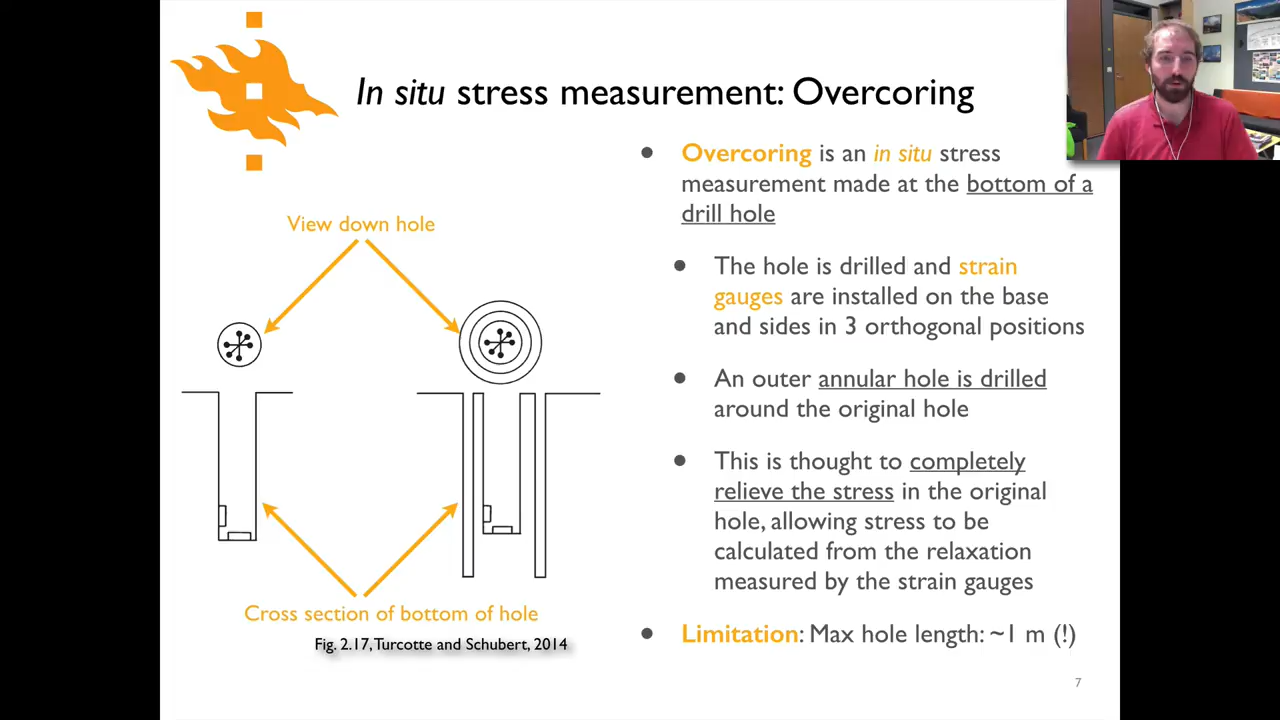 In situ stress measurement: Overcoring
View down hole
Cross section of bottom of hole
Fig. 2.17, Turcotte and Schubert, 2014
● Overcoring is an in situ stress
measurement made at the bottom of a
drill hole
● The hole is drilled and strain
gauges are installed on the base
and sides in 3 orthogonal positions
● An outer annular hole is drilled
around the original hole
● This is thought to completely
relieve the stress in the original
hole, allowing stress to be
calculated from the relaxation
measured by the strain gauges
● Limitation: Max hole length: ~1 m (!)
7